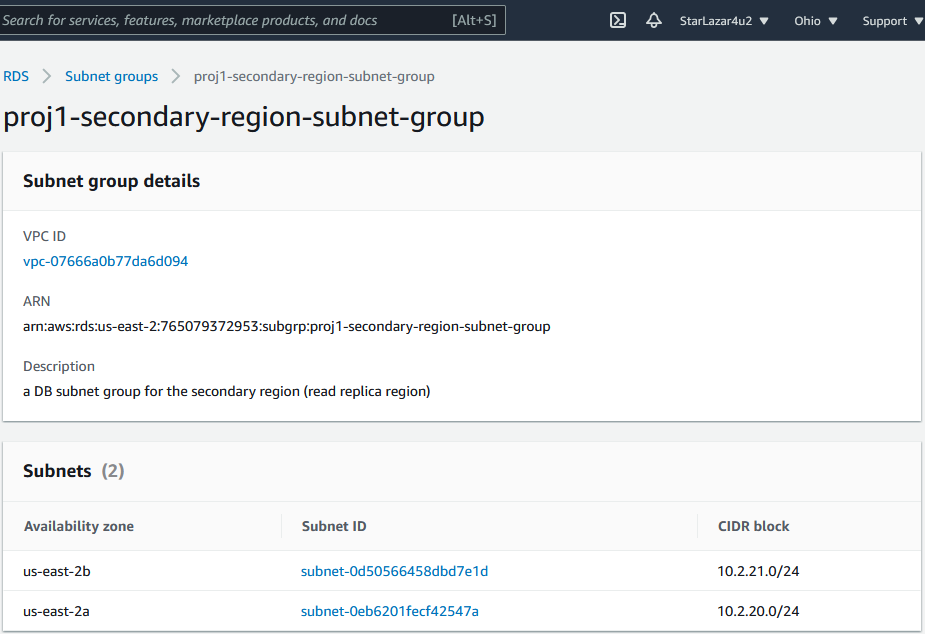 Search for services, features, marketplace products, and docs [Alt+S] StarLazar4u2 Ohio Support
RDS Subnet groups proj1-secondary-region-subnet-group
proj1-secondary-region-subnet-group
Subnet group details
VPC ID
vpc-07666a0b77da6d094
ARN
arn:aws:rds:us-east-2:765079372953:subgrp:proj1-secondary-region-subnet-group
Description
a DB subnet group for the secondary region (read replica region)
Subnets (2)
Availability zone Subnet ID CIDR block
us-east-2b subnet-0d50566458dbd7e1d 10.2.21.0/24
us-east-2a subnet-0eb6201fecf42547a 10.2.20.0/24